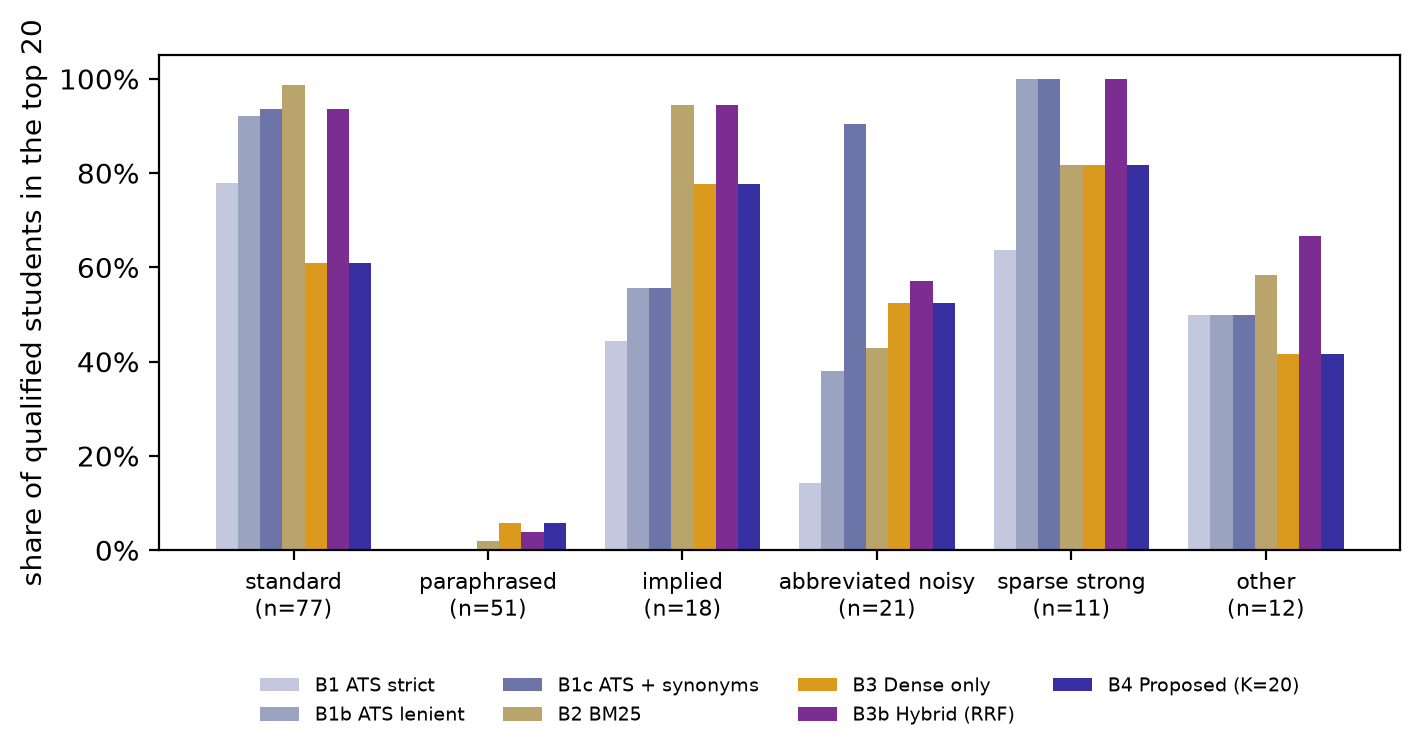 share of qualified students in the top 20
100%
80%
60%
40%
20%
0%
standard
(n=77)
paraphrased
(n=51)
implied
(n=18)
abbreviated noisy
(n=21)
sparse strong
(n=11)
other
(n=12)
B1 ATS strict
B1b ATS lenient
B1c ATS + synonyms
B2 BM25
B3 Dense only
B3b Hybrid (RRF)
B4 Proposed (K=20)